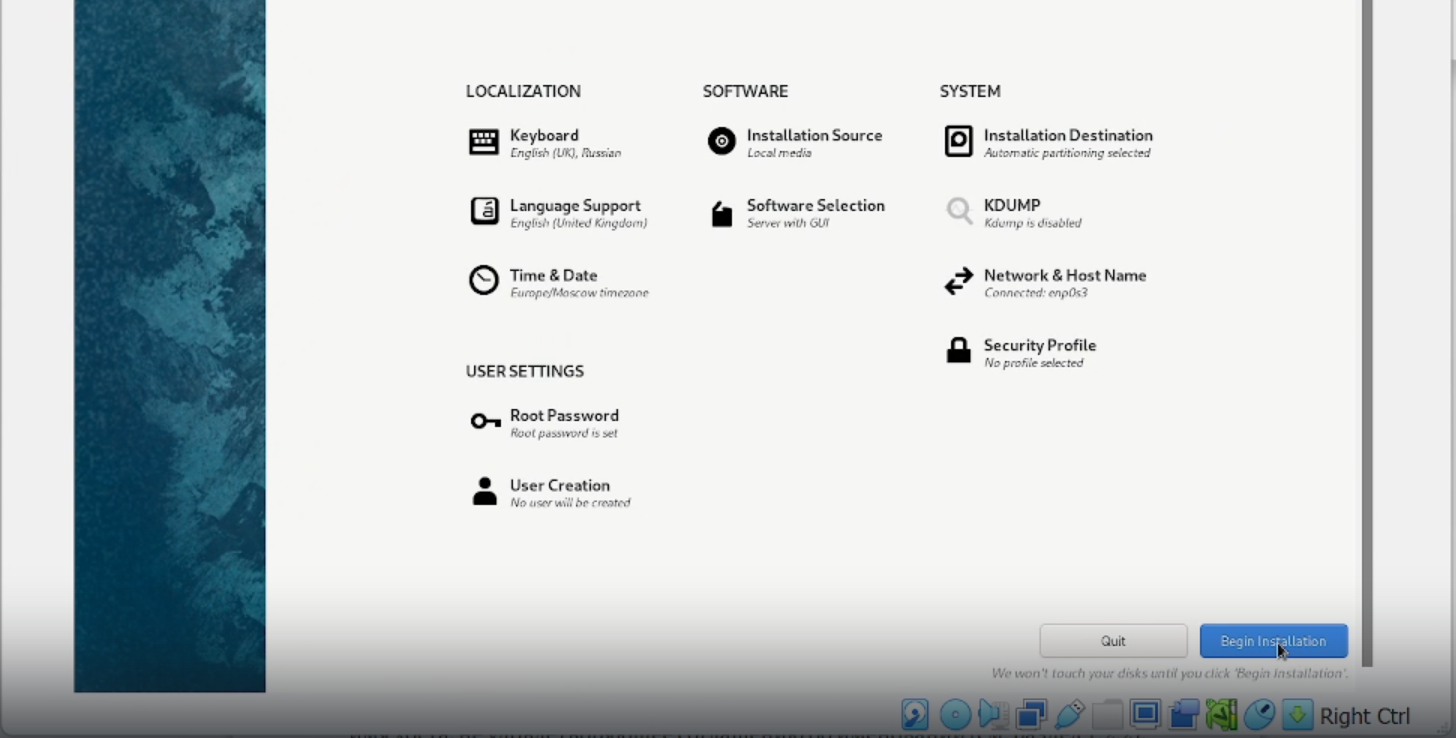 LOCALIZATION
Keyboard
English (UK), Russian
Language Support
English (United Kingdom)
Time & Date
Europe/Moscow timezone
USER SETTINGS
Root Password
Root password is set
User Creation
No user will be created
SOFTWARE
Installation Source
Local media
Software Selection
Server with GUI
SYSTEM
Installation Destination
Automatic partitioning selected
KDUMP
Kdump is disabled
Network & Host Name
Connected: enp0s3
Security Profile
No profile selected
Quit
Begin Installation
We won't touch your disks until you click 'Begin Installation'.
Right Ctrl